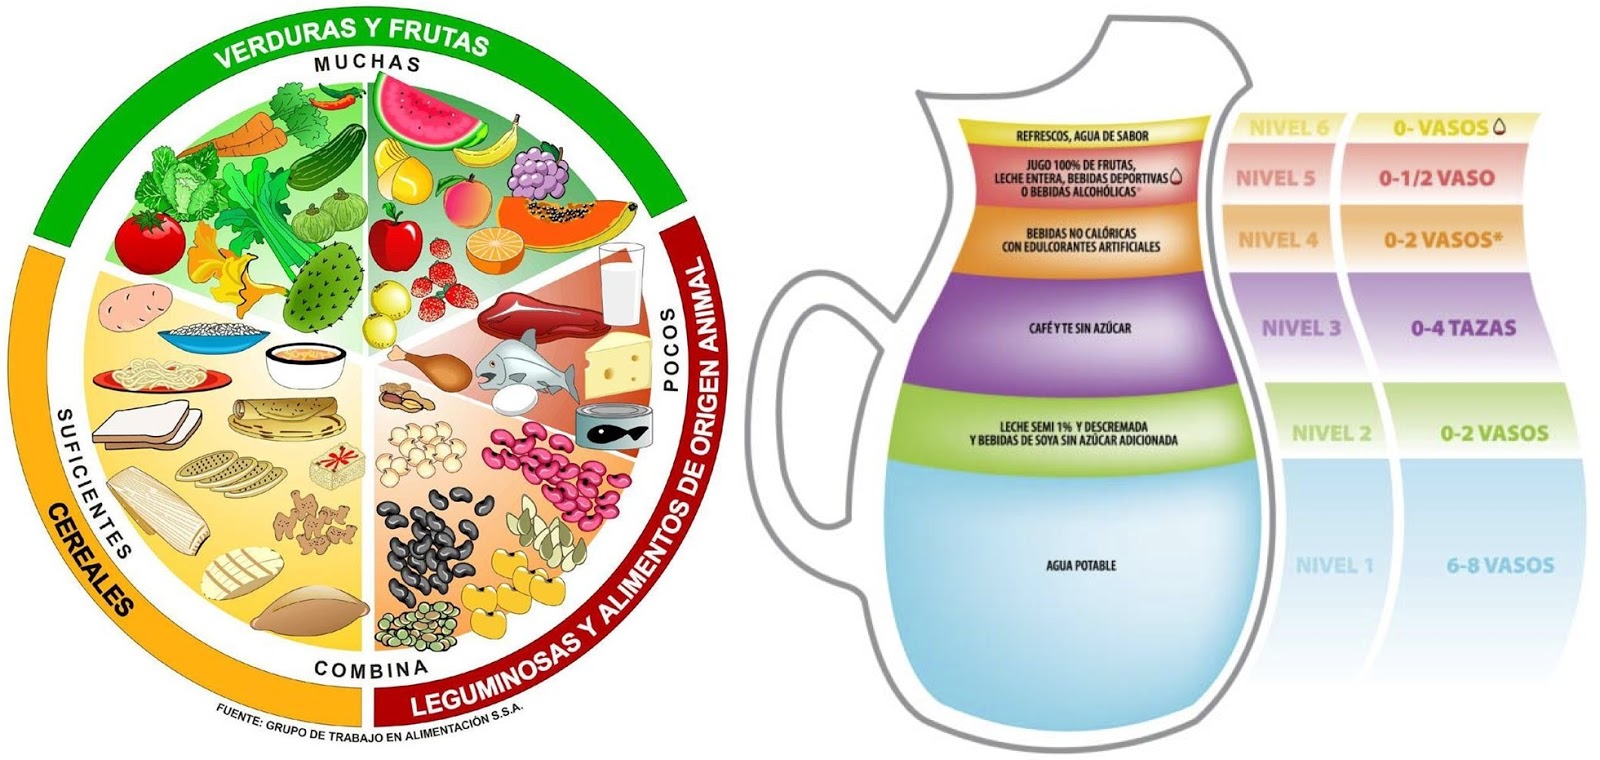 VERDURAS Y FRUTAS
MUCHAS
POCOS
LEGUMINOSAS Y ALIMENTOS DE ORIGEN ANIMAL
SUFICIENTES
CEREALES
COMBINA
FUENTE: GRUPO DE TRABAJO EN ALIMENTACIÓN S.S.A.
REFRESCOS, AGUA DE SABOR
NIVEL 6
0- VASOS
JUGO 100% DE FRUTAS,
LECHE ENTERA, BEBIDAS DEPORTIVAS
O BEBIDAS ALCOHÓLICAS*
NIVEL 5
0-1/2 VASO
BEBIDAS NO CALÓRICAS
CON EDULCORANTES ARTIFICIALES
NIVEL 4
0-2 VASOS*
CAFÉ Y TE SIN AZÚCAR
NIVEL 3
0-4 TAZAS
LECHE SEMI 1% Y DESCREMADA
Y BEBIDAS DE SOYA SIN AZÚCAR ADICIONADA
NIVEL 2
0-2 VASOS
AGUA POTABLE
NIVEL 1
6-8 VASOS